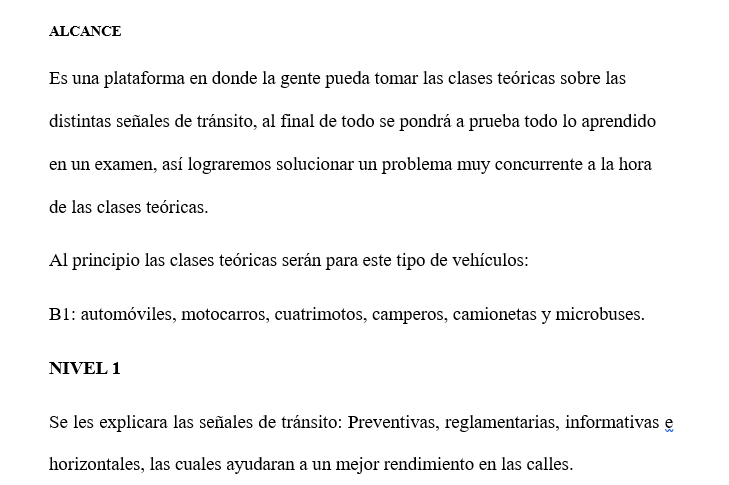 ALCANCE
Es una plataforma en donde la gente pueda tomar las clases teóricas sobre las
distintas señales de tránsito, al final de todo se pondrá a prueba todo lo aprendido
en un examen, así lograremos solucionar un problema muy concurrente a la hora
de las clases teóricas.
Al principio las clases teóricas serán para este tipo de vehículos:
B1: automóviles, motocarros, cuatrimotos, camperos, camionetas y microbuses.
NIVEL 1
Se les explicara las señales de tránsito: Preventivas, reglamentarias, informativas e
horizontales, las cuales ayudaran a un mejor rendimiento en las calles.